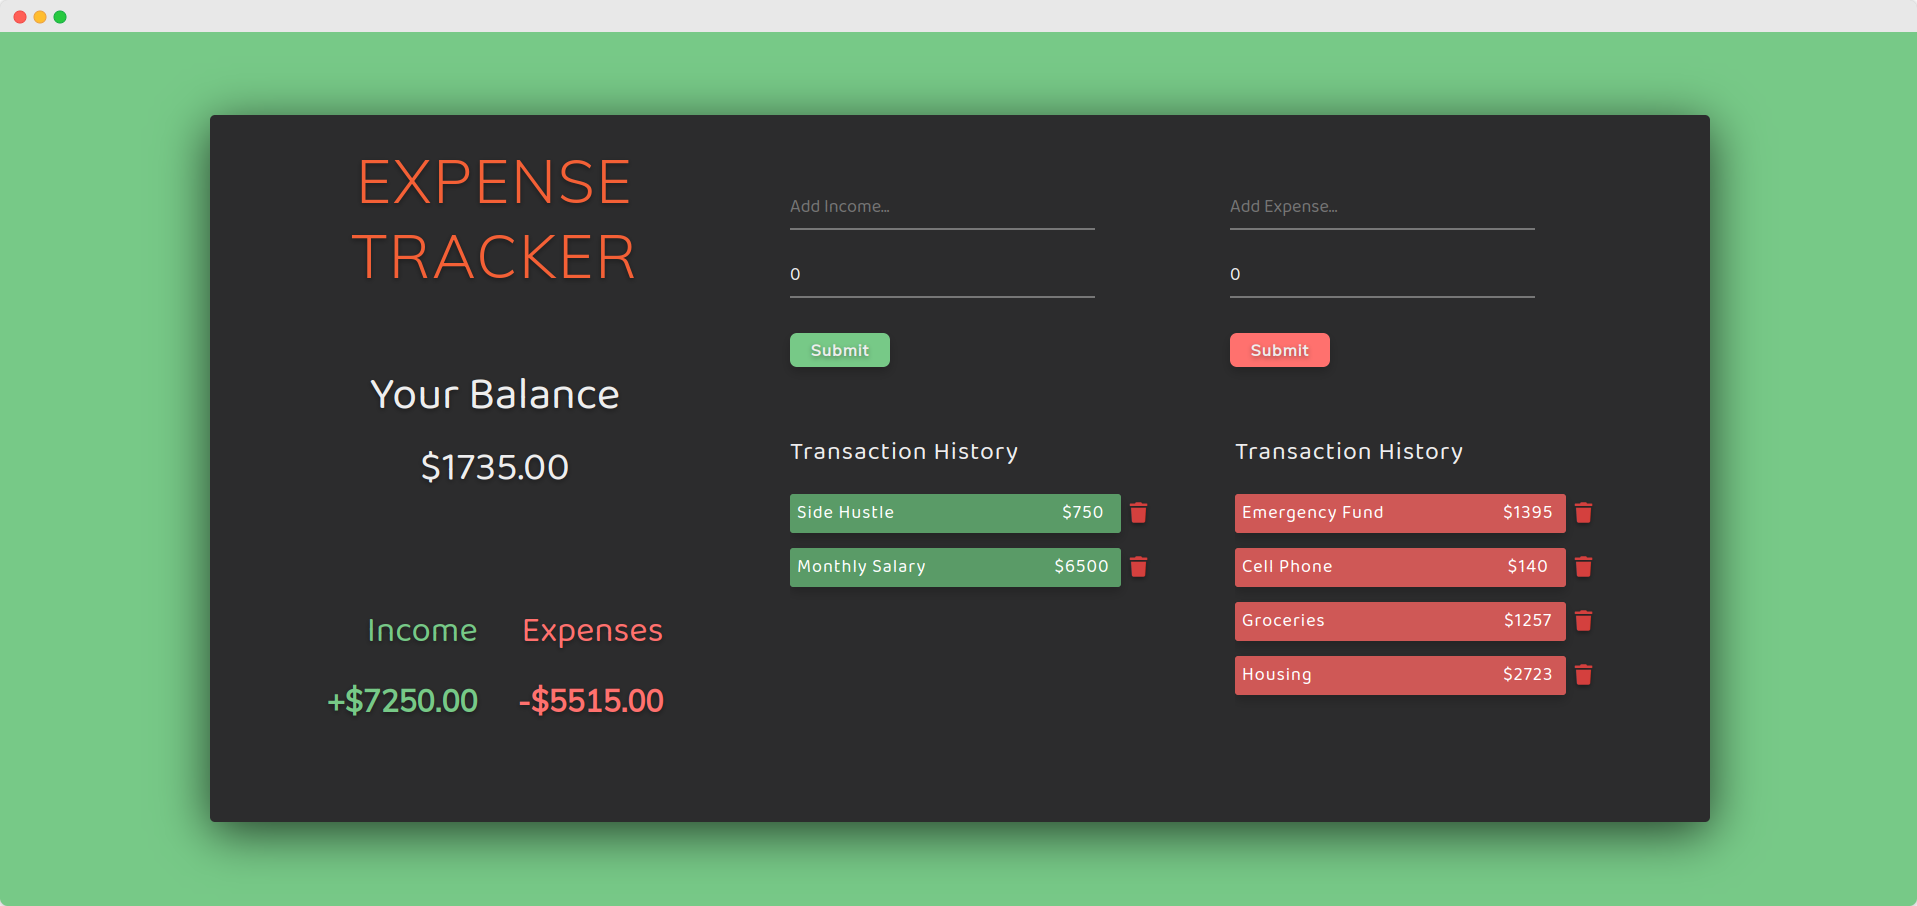 EXPENSE
TRACKER
Your Balance
$1735.00
Income Expenses
+$7250.00 -$5515.00
Add Income...
0
Submit
Transaction History
Side Hustle $750
Monthly Salary $6500
Add Expense...
0
Submit
Transaction History
Emergency Fund $1395
Cell Phone $140
Groceries $1257
Housing $2723